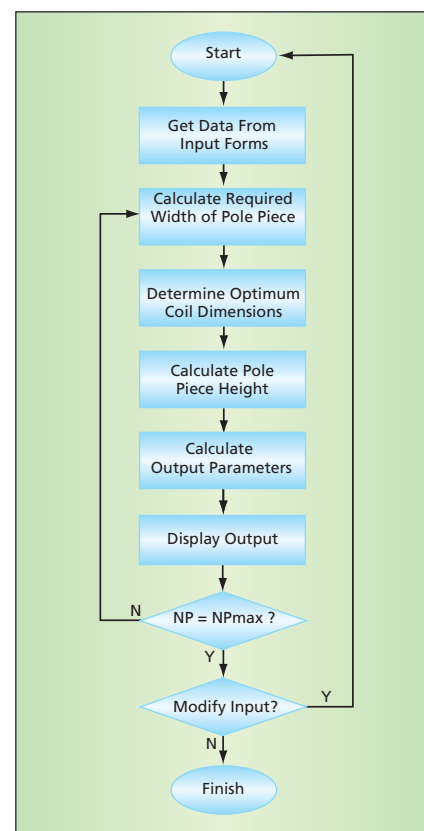 Start
Get Data From
Input Forms
Calculate Required
Width of Pole Piece
Determine Optimum
Coil Dimensions
Calculate Pole
Piece Height
Calculate
Output Parameters
Display Output
N
NP = NPmax ?
Y
Modify Input?
Y
N
Finish